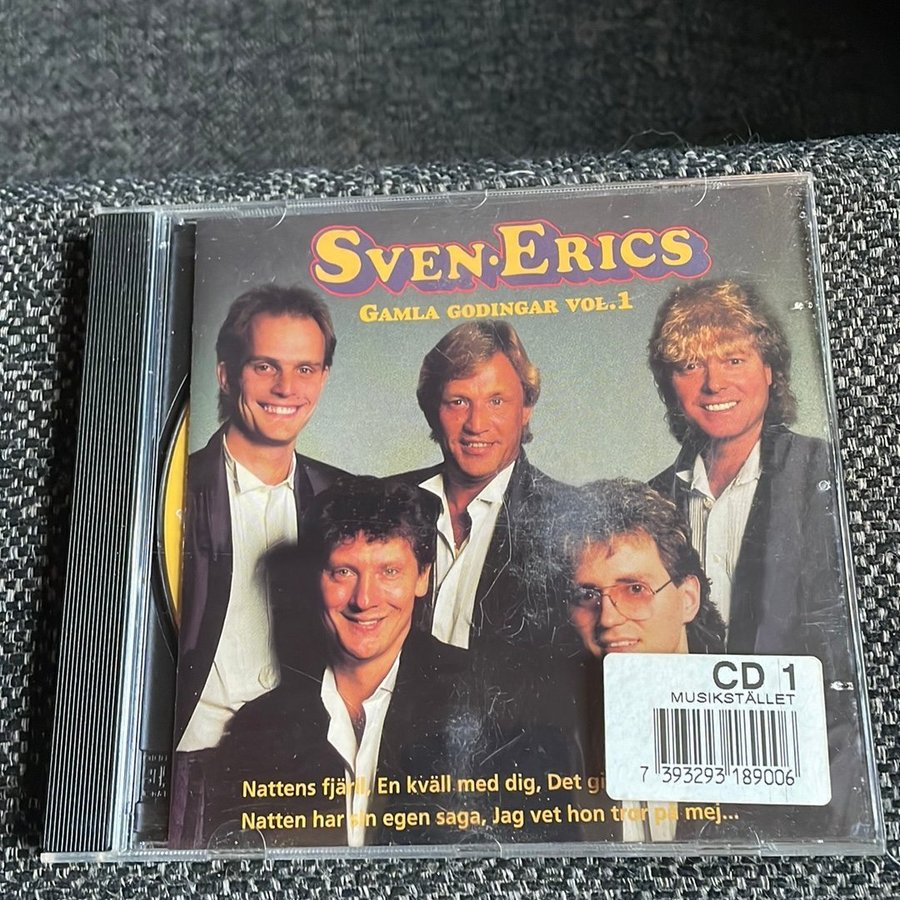 SVEN·ERICS
GAMLA GODINGAR VOL.1
CD 1
MUSIKSTÄLLET
7 393293 189006
Nattens fjäril, En kväll med dig, Det
Natten har sin egen saga, Jag vet hon tror på mej...